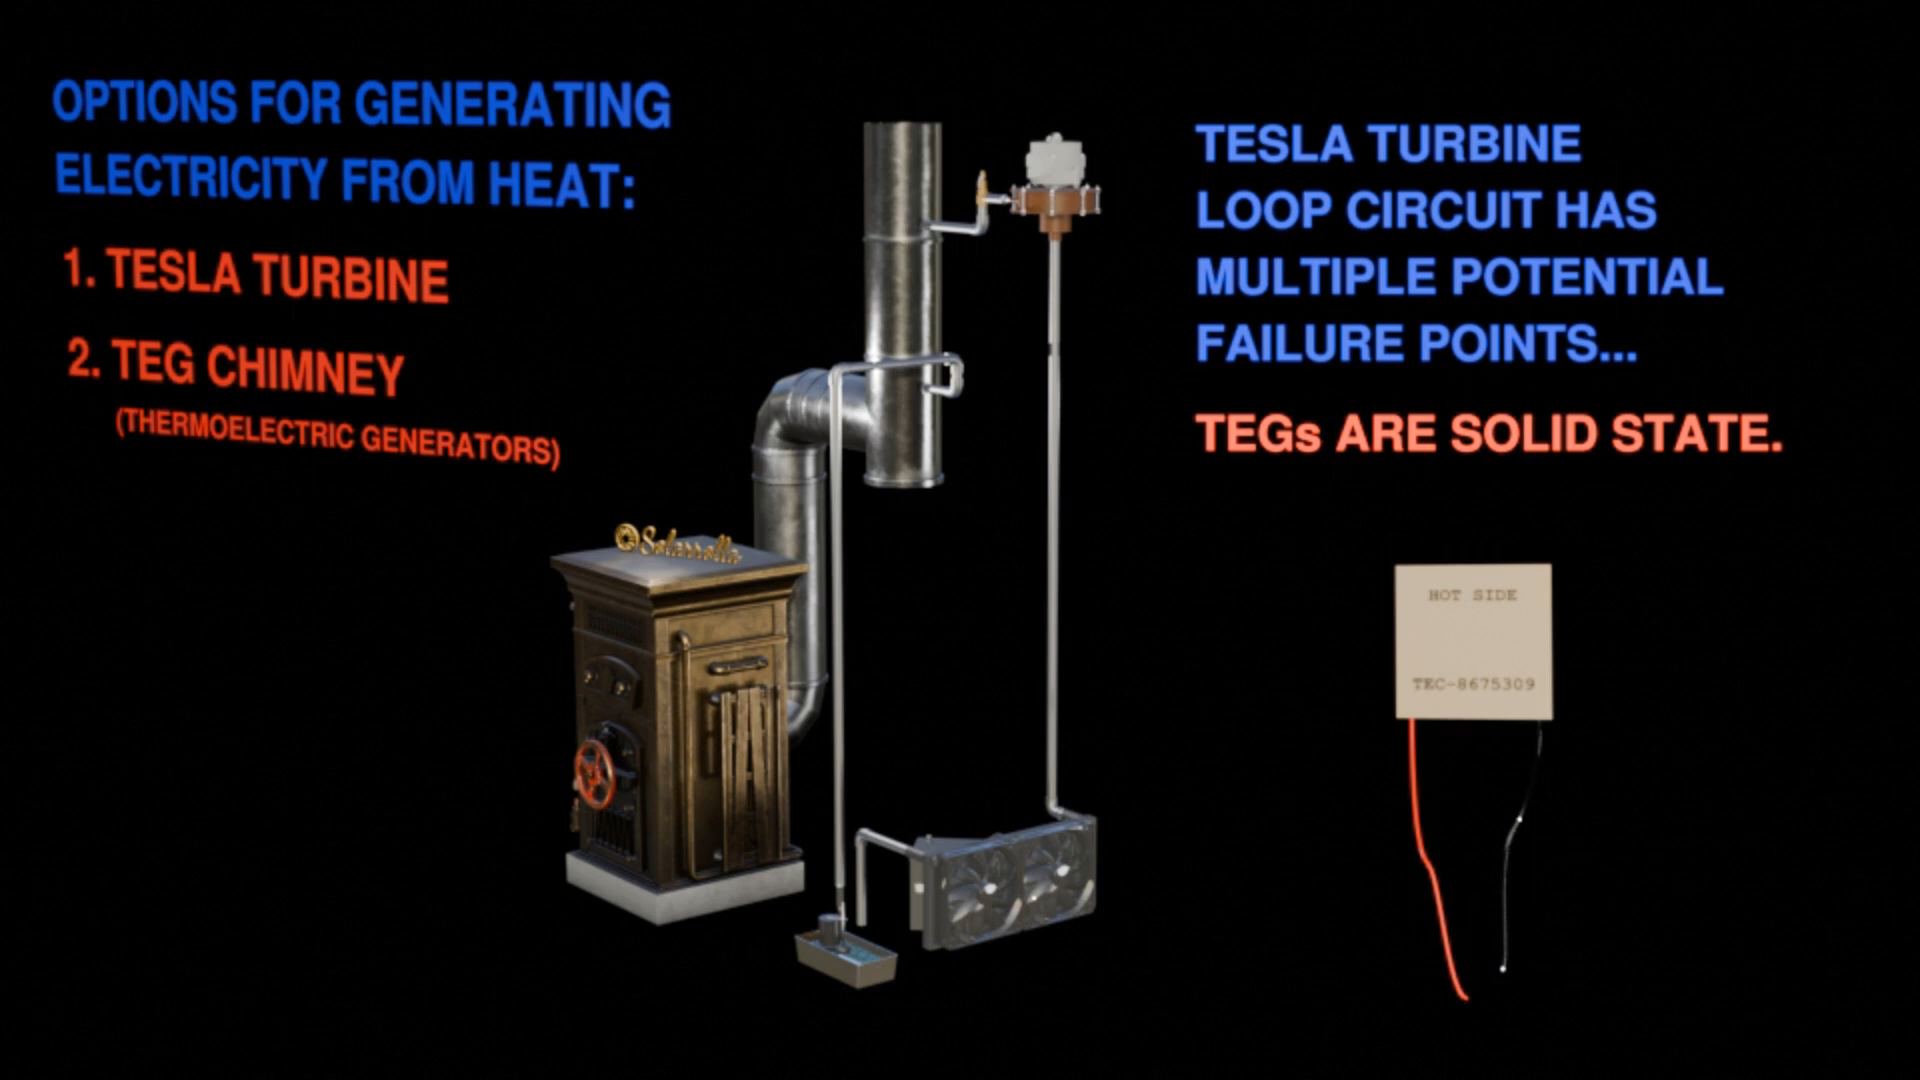 OPTIONS FOR GENERATING
ELECTRICITY FROM HEAT:
1. TESLA TURBINE
2. TEG CHIMNEY
(THERMOELECTRIC GENERATORS)
TESLA TURBINE
LOOP CIRCUIT HAS
MULTIPLE POTENTIAL
FAILURE POINTS...
TEGs ARE SOLID STATE.
Solarrolla
HOT SIDE
TEC-8675309